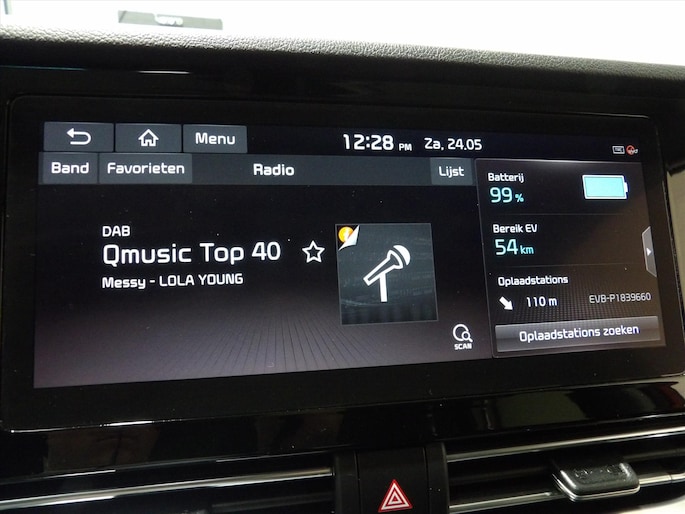 Menu
12:28 PM
Za. 24.05
Band
Favorieten
Radio
Lijst
DAB
Qmusic Top 40
Messy - LOLA YOUNG
SCAN
Batterij
99 %
Bereik EV
54 km
Oplaadstations
110 m
EVB-P1839660
Oplaadstations zoeken